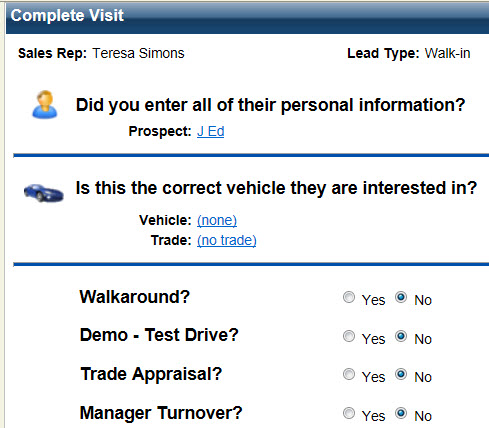 Complete Visit
Sales Rep: Teresa Simons Lead Type: Walk-in
Did you enter all of their personal information?
Prospect: J Ed
Is this the correct vehicle they are interested in?
Vehicle: (none)
Trade: (no trade)
Walkaround? Yes No
Demo - Test Drive? Yes No
Trade Appraisal? Yes No
Manager Turnover? Yes No